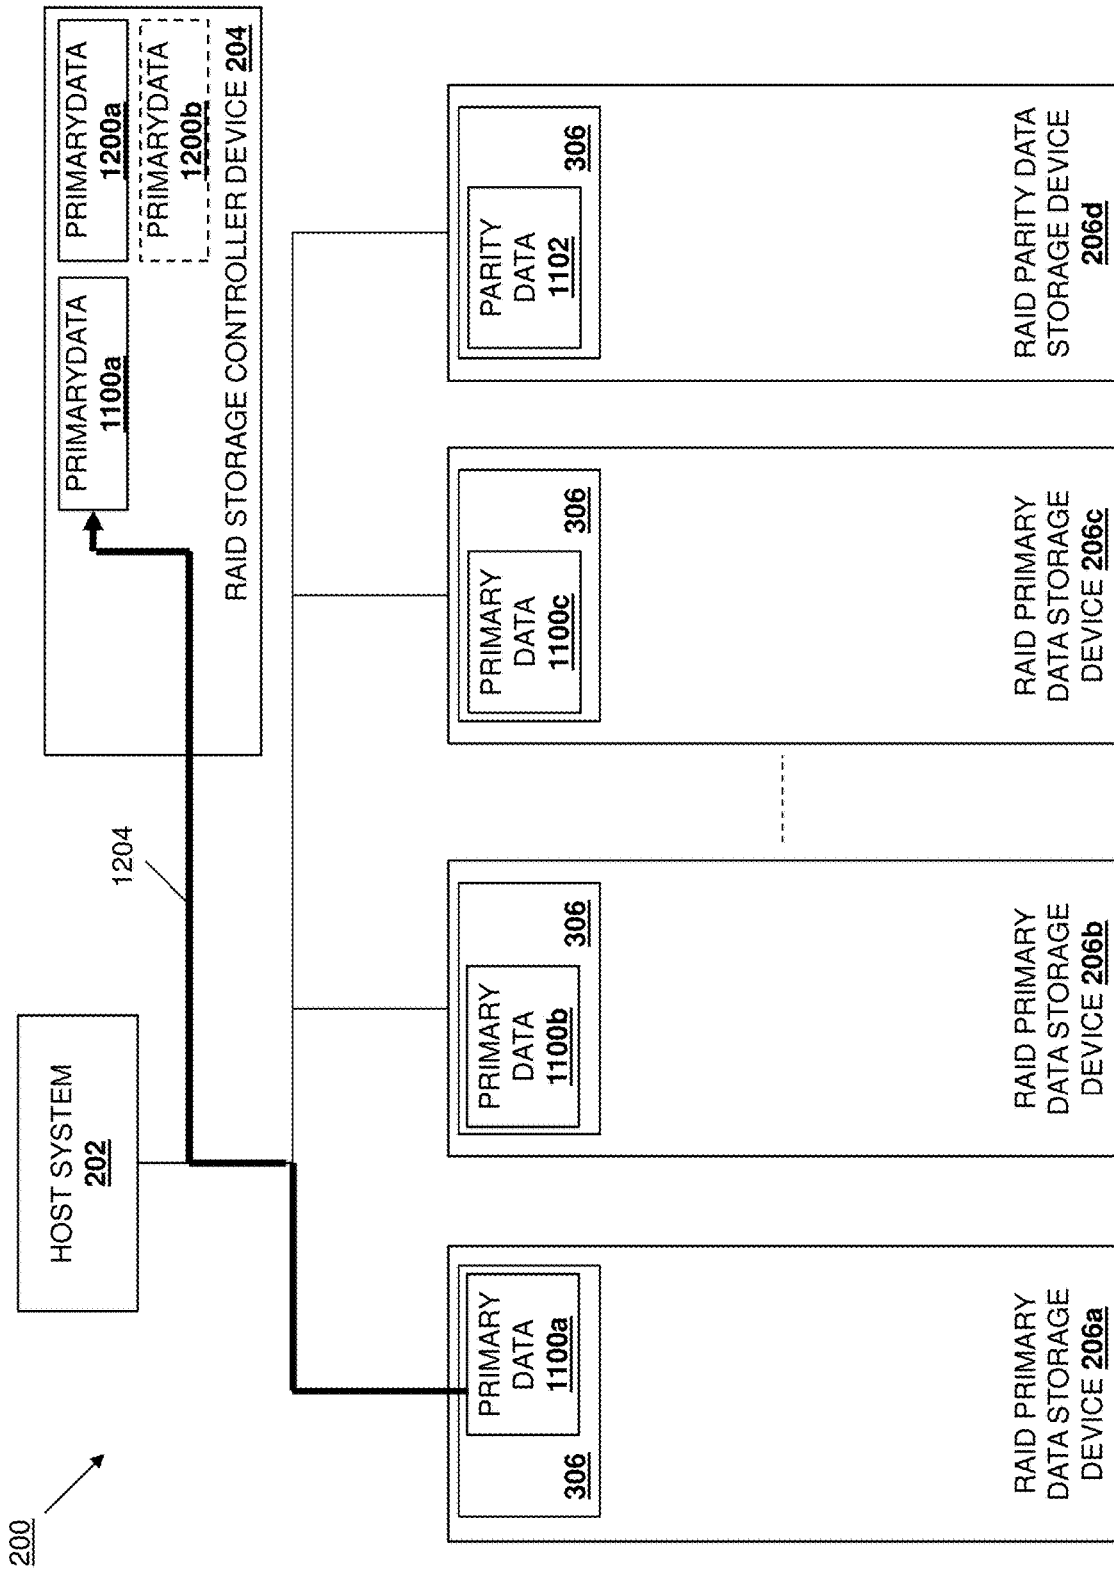 200
HOST SYSTEM
202
1204
PRIMARYDATA
1100a
PRIMARYDATA
1200a
PRIMARYDATA
1200b
RAID STORAGE CONTROLLER DEVICE 204
306
PRIMARY
DATA
1100a
RAID PRIMARY
DATA STORAGE
DEVICE 206a
PRIMARY
DATA
1100b
306
RAID PRIMARY
DATA STORAGE
DEVICE 206b
PRIMARY
DATA
1100c
306
RAID PRIMARY
DATA STORAGE
DEVICE 206c
PARITY
DATA
1102
306
RAID PARITY DATA
STORAGE DEVICE
206d